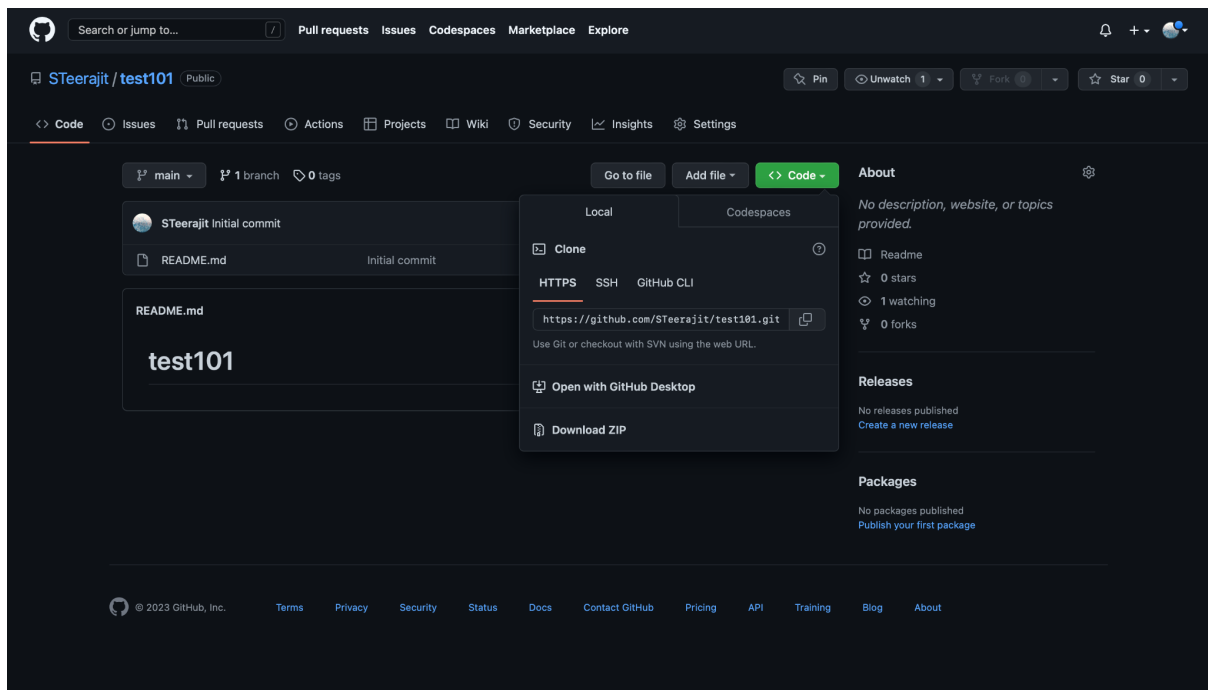 Search or jump to... / Pull requests Issues Codespaces Marketplace Explore
STeerajit / test101 Public
Pin Unwatch 1 Fork 0 Star 0
Code Issues Pull requests Actions Projects Wiki Security Insights Settings
main 1 branch 0 tags Go to file Add file Code
STeerajit Initial commit
README.md Initial commit
README.md
test101
Local Codespaces
Clone
HTTPS SSH GitHub CLI
https://github.com/STeerajit/test101.git
Use Git or checkout with SVN using the web URL.
Open with GitHub Desktop
Download ZIP
About
No description, website, or topics
provided.
Readme
0 stars
1 watching
0 forks
Releases
No releases published
Create a new release
Packages
No packages published
Publish your first package
© 2023 GitHub, Inc. Terms Privacy Security Status Docs Contact GitHub Pricing API Training Blog About